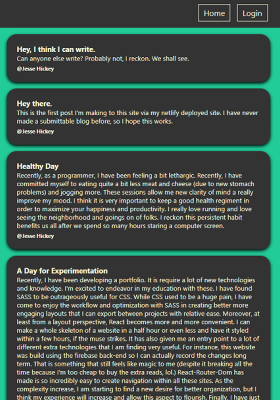 Home Login
Hey, I think I can write.
Can anyone else write? Probably not, I reckon. We shall see.
@Jesse Hickey
Hey there.
This is the first post I'm making to this site via my netlify deployed site. I have never
made a submittable blog before, so I hope this works.
@Jesse Hickey
Healthy Day
Recently, as a programmer, I have been feeling a bit lethargic. Recently, I have
committed myself to eating quite a bit less meat and cheese (due to new stomach
problems) and jogging more. These sessions allow me new clarity of mind a really
improve my mood. I think it is very important to keep a good health regiment in
order to maximize your happiness and productivity. I really love running and love
seeing the neighborhood and goings on of folks. I reckon this persistent habit
benefits us all after we spend so many hours staring a computer screen.
@Jesse Hickey
A Day for Experimentation
Recently, I have been developing a portfolio. It is require a lot of new technologies
and knowledge. I'm excited to endeavor in my education with these. I have found
SASS to be outrageously useful for CSS. While CSS used to be a huge pain, I have
come to enjoy the workflow and optimization with SASS in creating better more
engaging layouts that I can export between projects with relative ease. Moreover, at
least from a layout perspective, React becomes more and more convenient. I can
make a whole skeleton of a website in a half hour or even less and have it styled
within a few hours, if the muse strikes. It has also given me an entry point to a lot of
different extra technologies that I am finding very useful. For instance, this website
was build using the firebase back-end so I can actually record the changes long
term. That is something that still feels like magic to me (despite it breaking all the
time because I'm too cheap to buy the extra reads, lol.) React-Router-Dom has
made is so incredibly easy to create navigation within all these sites. As the
complexity increase, I am starting to find a new desire for better organization, but I
think my experience will increase and allow this aspect to flourish. Finally, I have just